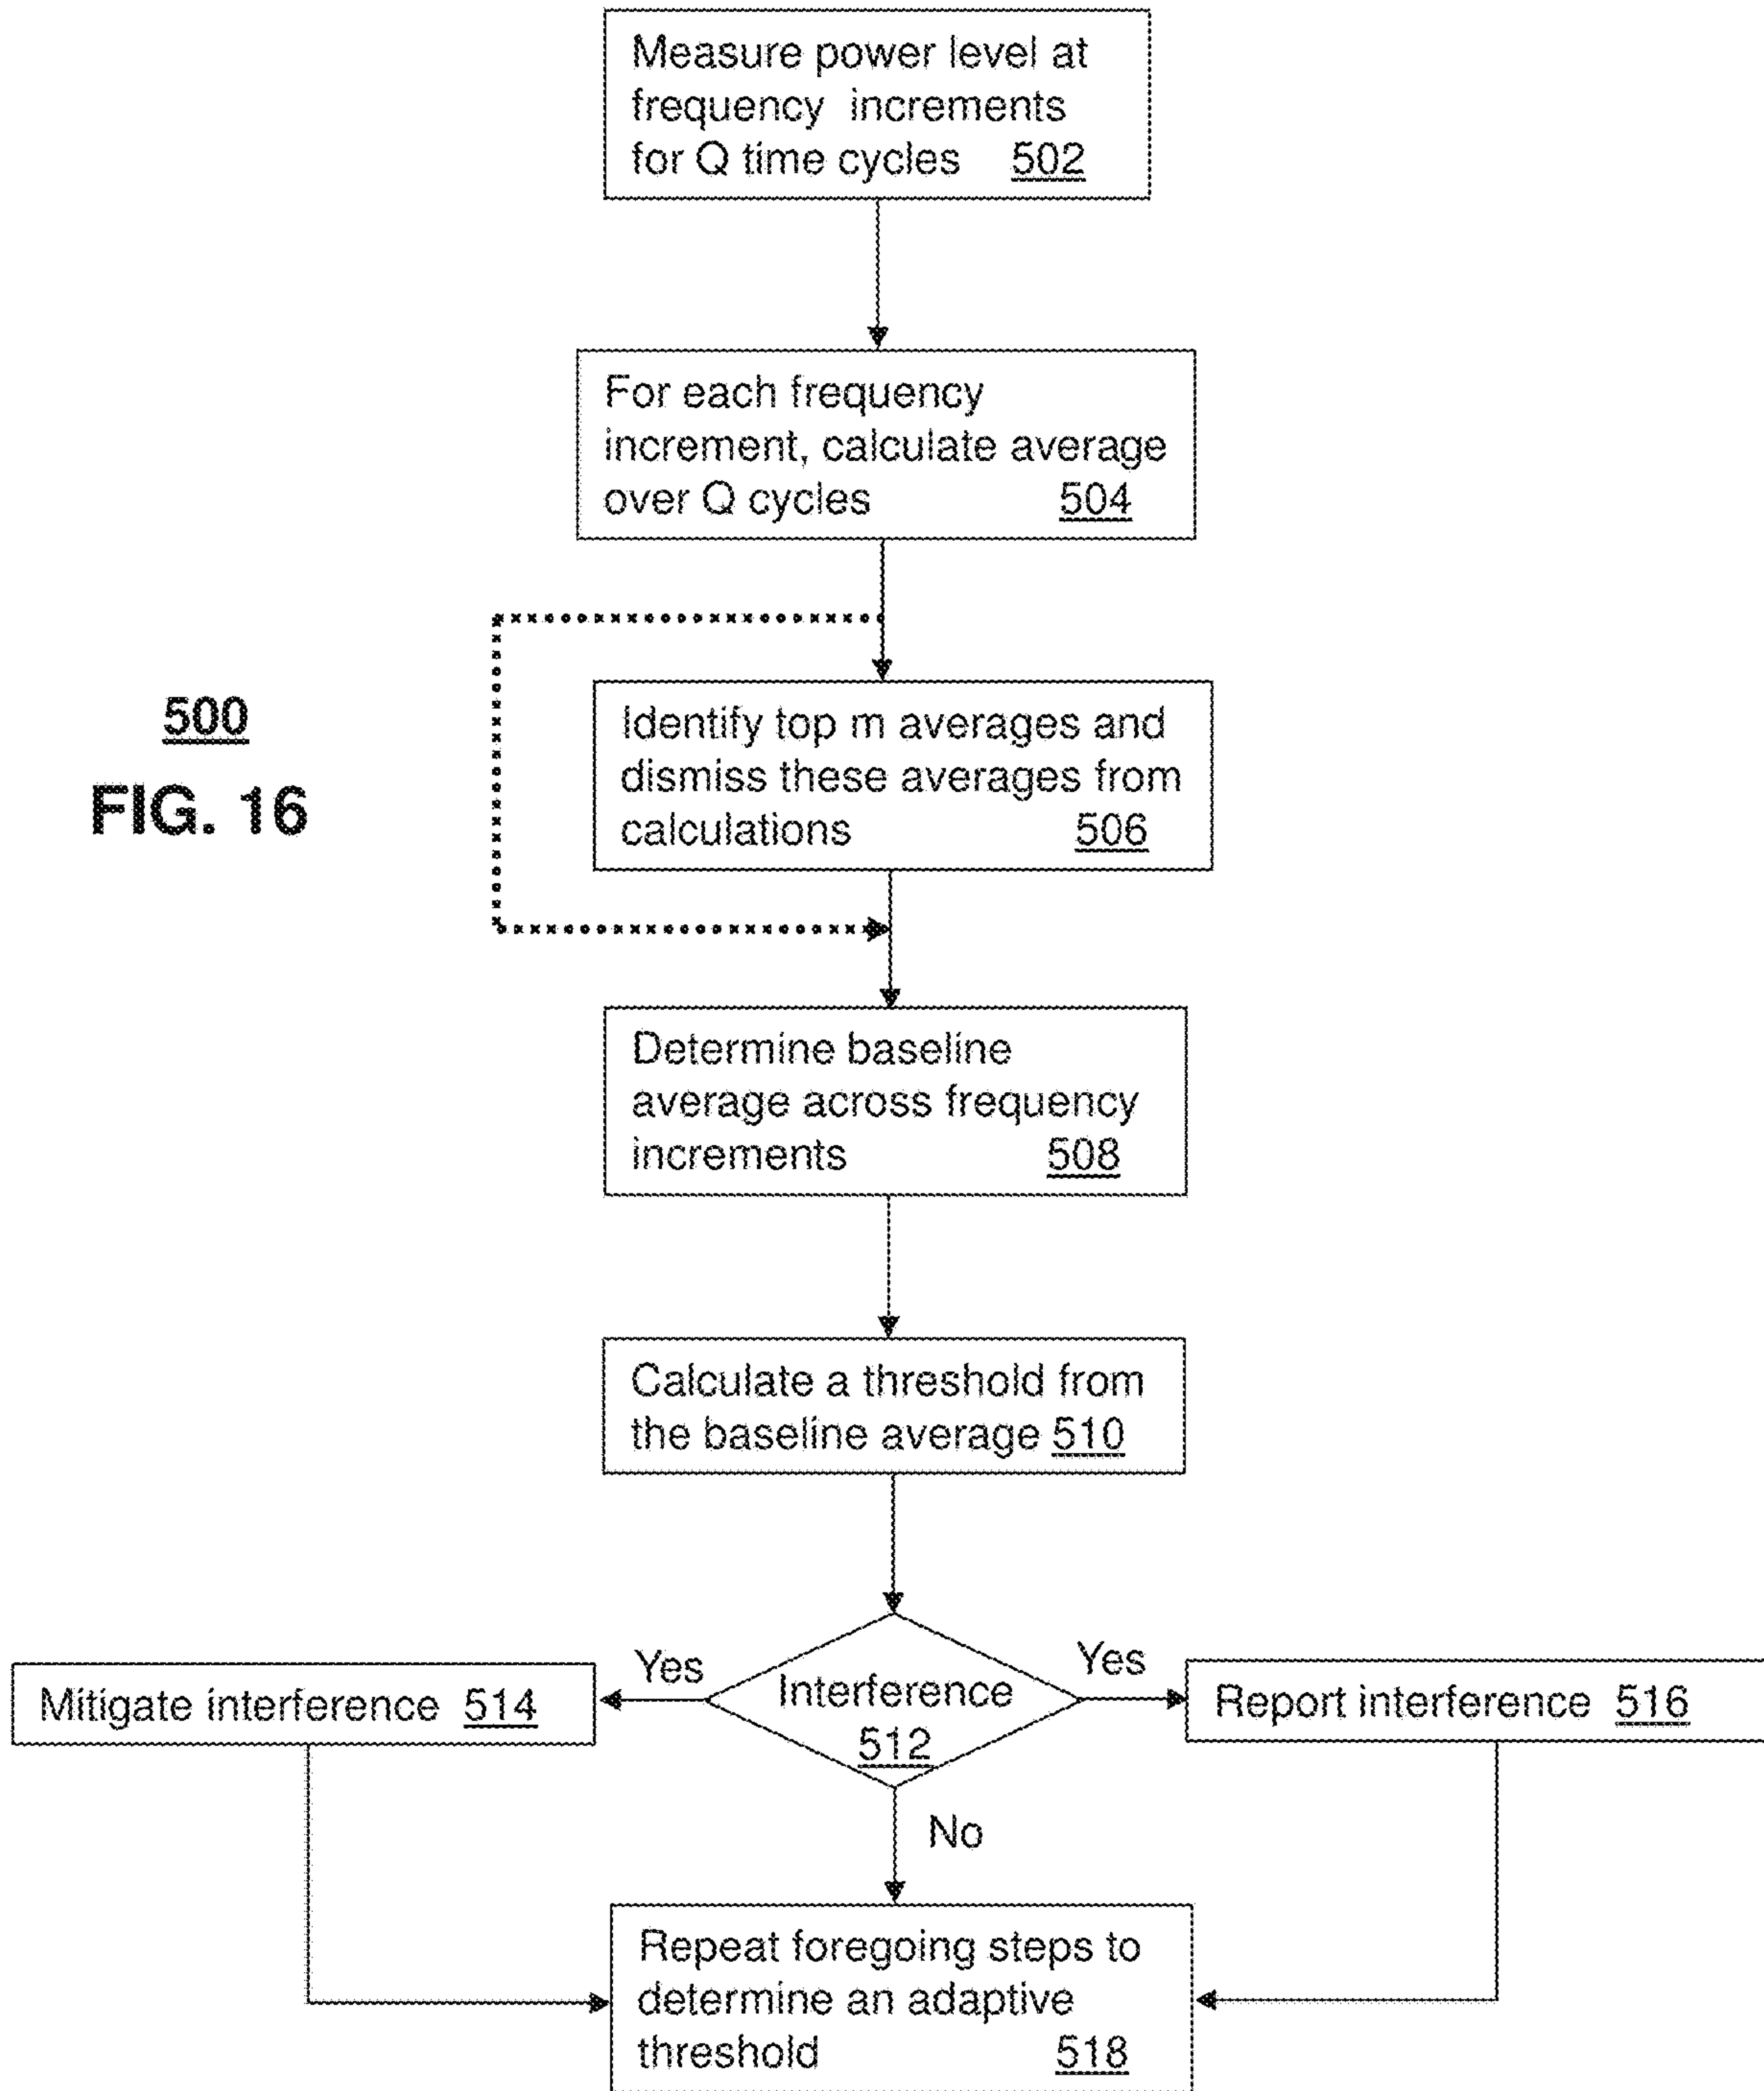 Measure power level at
frequency increments
for Q time cycles 502
For each frequency
increment, calculate average
over Q cycles 504
500
FIG. 16
Identify top m averages and
dismiss these averages from
calculations 506
Determine baseline
average across frequency
increments 508
Calculate a threshold from
the baseline average 510
Yes
Yes
Mitigate interference 514
Interference
512
Report interference 516
No
Repeat foregoing steps to
determine an adaptive
threshold 518